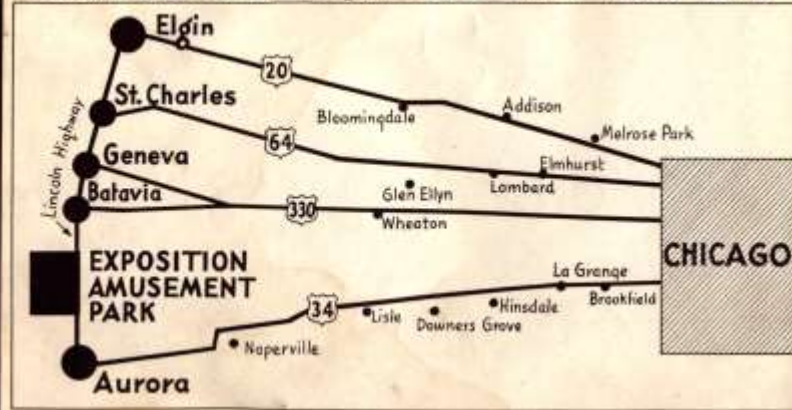 Elgin
20
St. Charles
Bloomingdale
Addison
Melrose Park
Lincoln Highway
64
Geneva
Elmhurst
Lombard
Glen Ellyn
Batavia
330
Wheaton
CHICAGO
EXPOSITION
AMUSEMENT
PARK
La Grange
Brookfield
Hinsdale
34
Lisle
Downers Grove
Naperville
Aurora